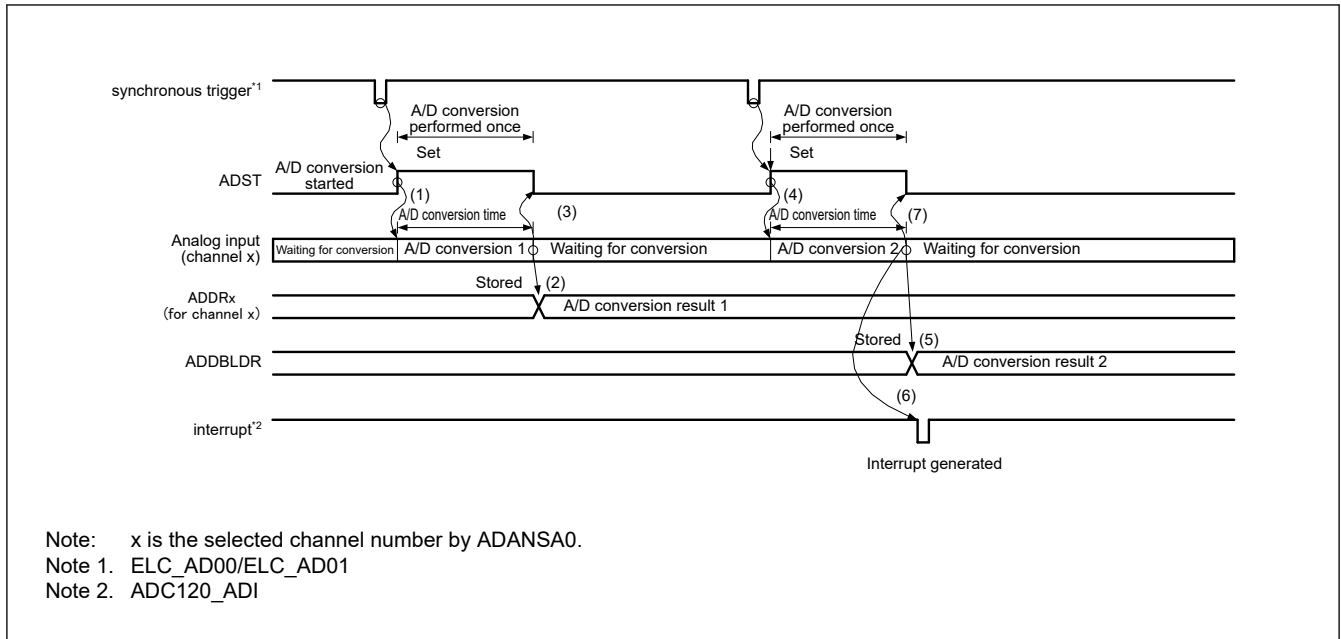 synchronous trigger*1
A/D conversion
performed once
A/D conversion
performed once
Set
Set
A/D conversion
started
ADST
(1)
(3)
(4)
(7)
A/D conversion time
A/D conversion time
Analog input
(channel x)
Waiting for conversion
A/D conversion 1
Waiting for conversion
A/D conversion 2
Waiting for conversion
Stored
(2)
ADDRx
(for channel x)
A/D conversion result 1
Stored
(5)
ADDBLDR
A/D conversion result 2
(6)
interrupt*2
Interrupt generated
Note: x is the selected channel number by ADANSA0.
Note 1. ELC_AD00/ELC_AD01
Note 2. ADC120_ADI